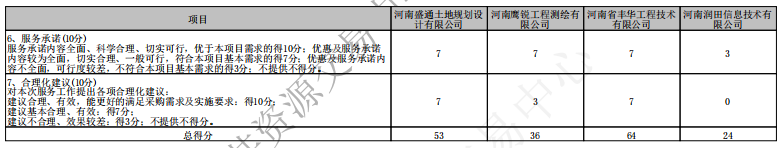 项目
河南盛通土地规划设计有限公司
河南鹰锐工程测绘有限公司
河南省丰华工程技术有限公司
河南润田信息技术有限公司
6、服务承诺(10分)
服务承诺内容全面、科学合理、切实可行，优于本项目需求的得10分；优惠及服务承诺
内容较为全面，切实合理、一般可行，符合本项目基本需求的得7分；优惠及服务承诺内
容不全面，可行度较差，不符合本项目基本需求的得3分；不提供不得分。
7
7
7
3
7、合理化建议(10分)
对本次服务工作提出各项合理化建议：
建议合理、有效，能更好的满足采购需求及实施要求：得10分；
建议基本合理、有效：得7分；
建议不合理、效果较差：得3分；不提供不得分。
7
3
7
0
总得分
53
36
64
24
资源交易
易中心